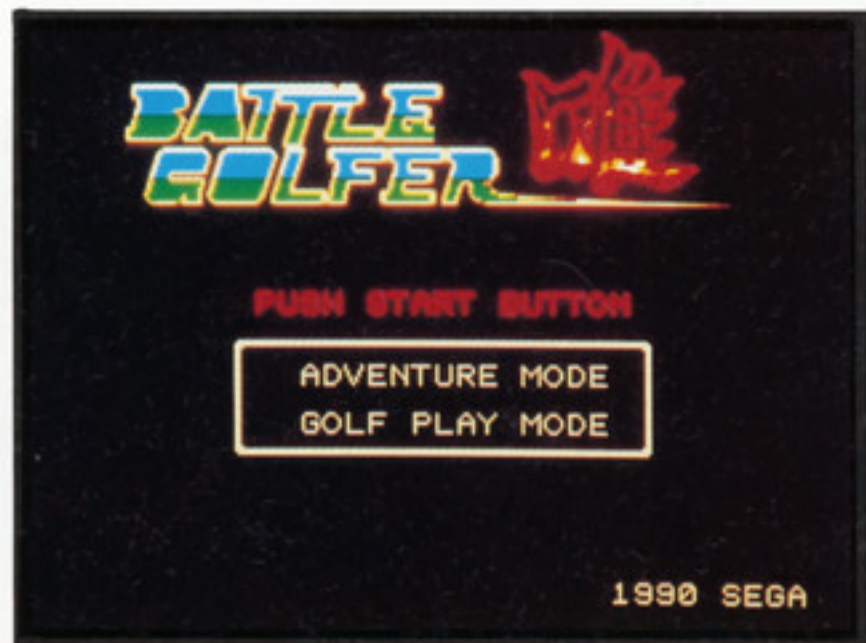 BATTLE
GOLFER
PUSH START BUTTON
ADVENTURE MODE
GOLF PLAY MODE
1990 SEGA